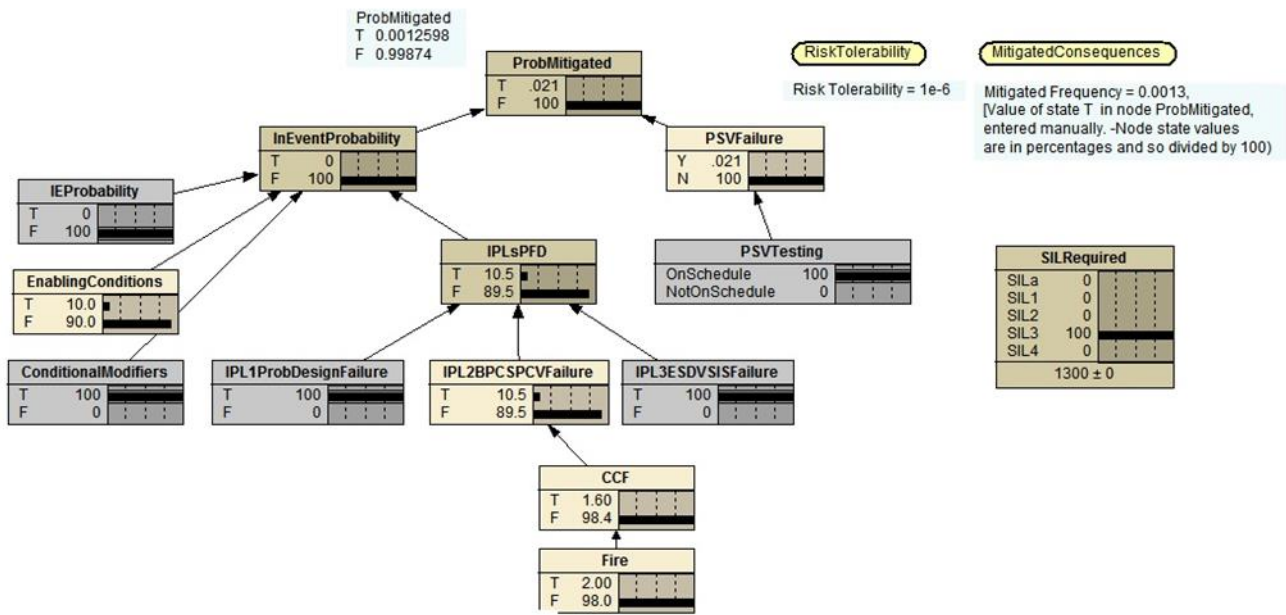 ProbMitigated
T 0.0012598
F 0.99874
ProbMitigated
T .021
F 100
RiskTolerability
Risk Tolerability = 1e-6
MitigatedConsequences
Mitigated Frequency = 0.0013,
[Value of state T in node ProbMitigated,
entered manually. -Node state values
are in percentages and so divided by 100)
InEventProbability
T 0
F 100
PSVFailure
Y .021
N 100
IEProbability
T 0
F 100
IPLsPFD
T 10.5
F 89.5
PSVTesting
OnSchedule 100
NotOnSchedule 0
SILRequired
SILa 0
SIL1 0
SIL2 0
SIL3 100
SIL4 0
1300 ± 0
EnablingConditions
T 10.0
F 90.0
ConditionalModifiers
T 100
F 0
IPL1ProbDesignFailure
T 100
F 0
IPL2BPCSPCVFailure
T 10.5
F 89.5
IPL3ESDVSISFailure
T 100
F 0
CCF
T 1.60
F 98.4
Fire
T 2.00
F 98.0